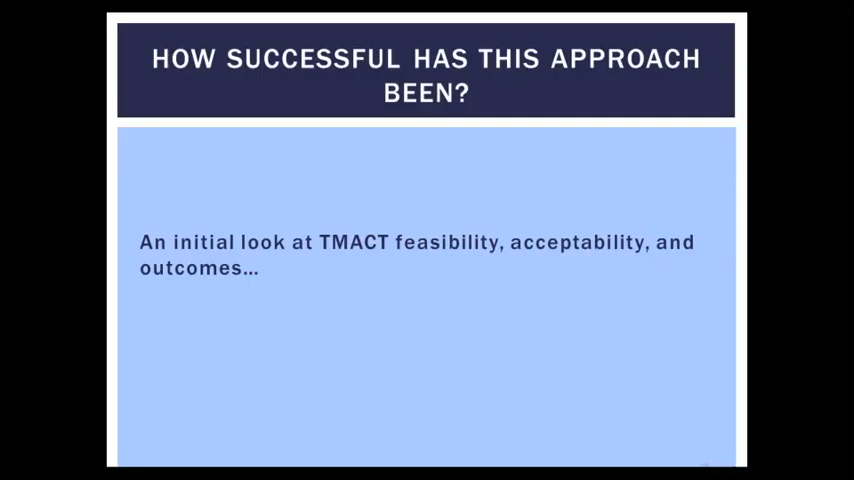 HOW SUCCESSFUL HAS THIS APPROACH
BEEN?
An initial look at TMACT feasibility, acceptability, and
outcomes…